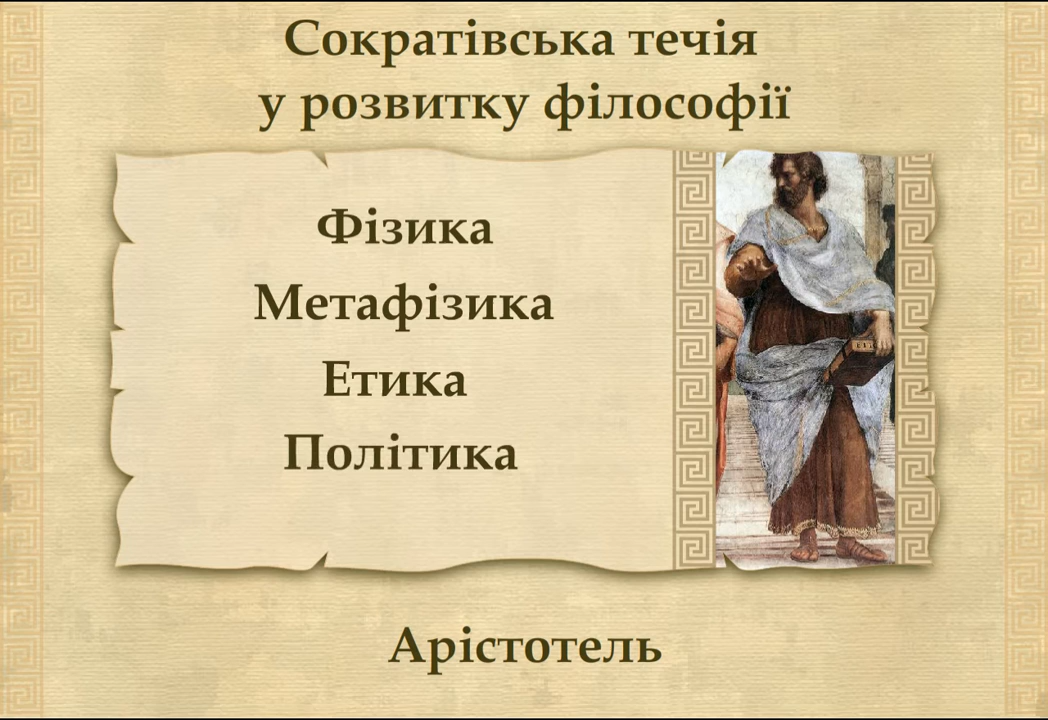 Сократівська течія
у розвитку філософії
Фізика
Метафізика
Етика
Політика
Арістотель